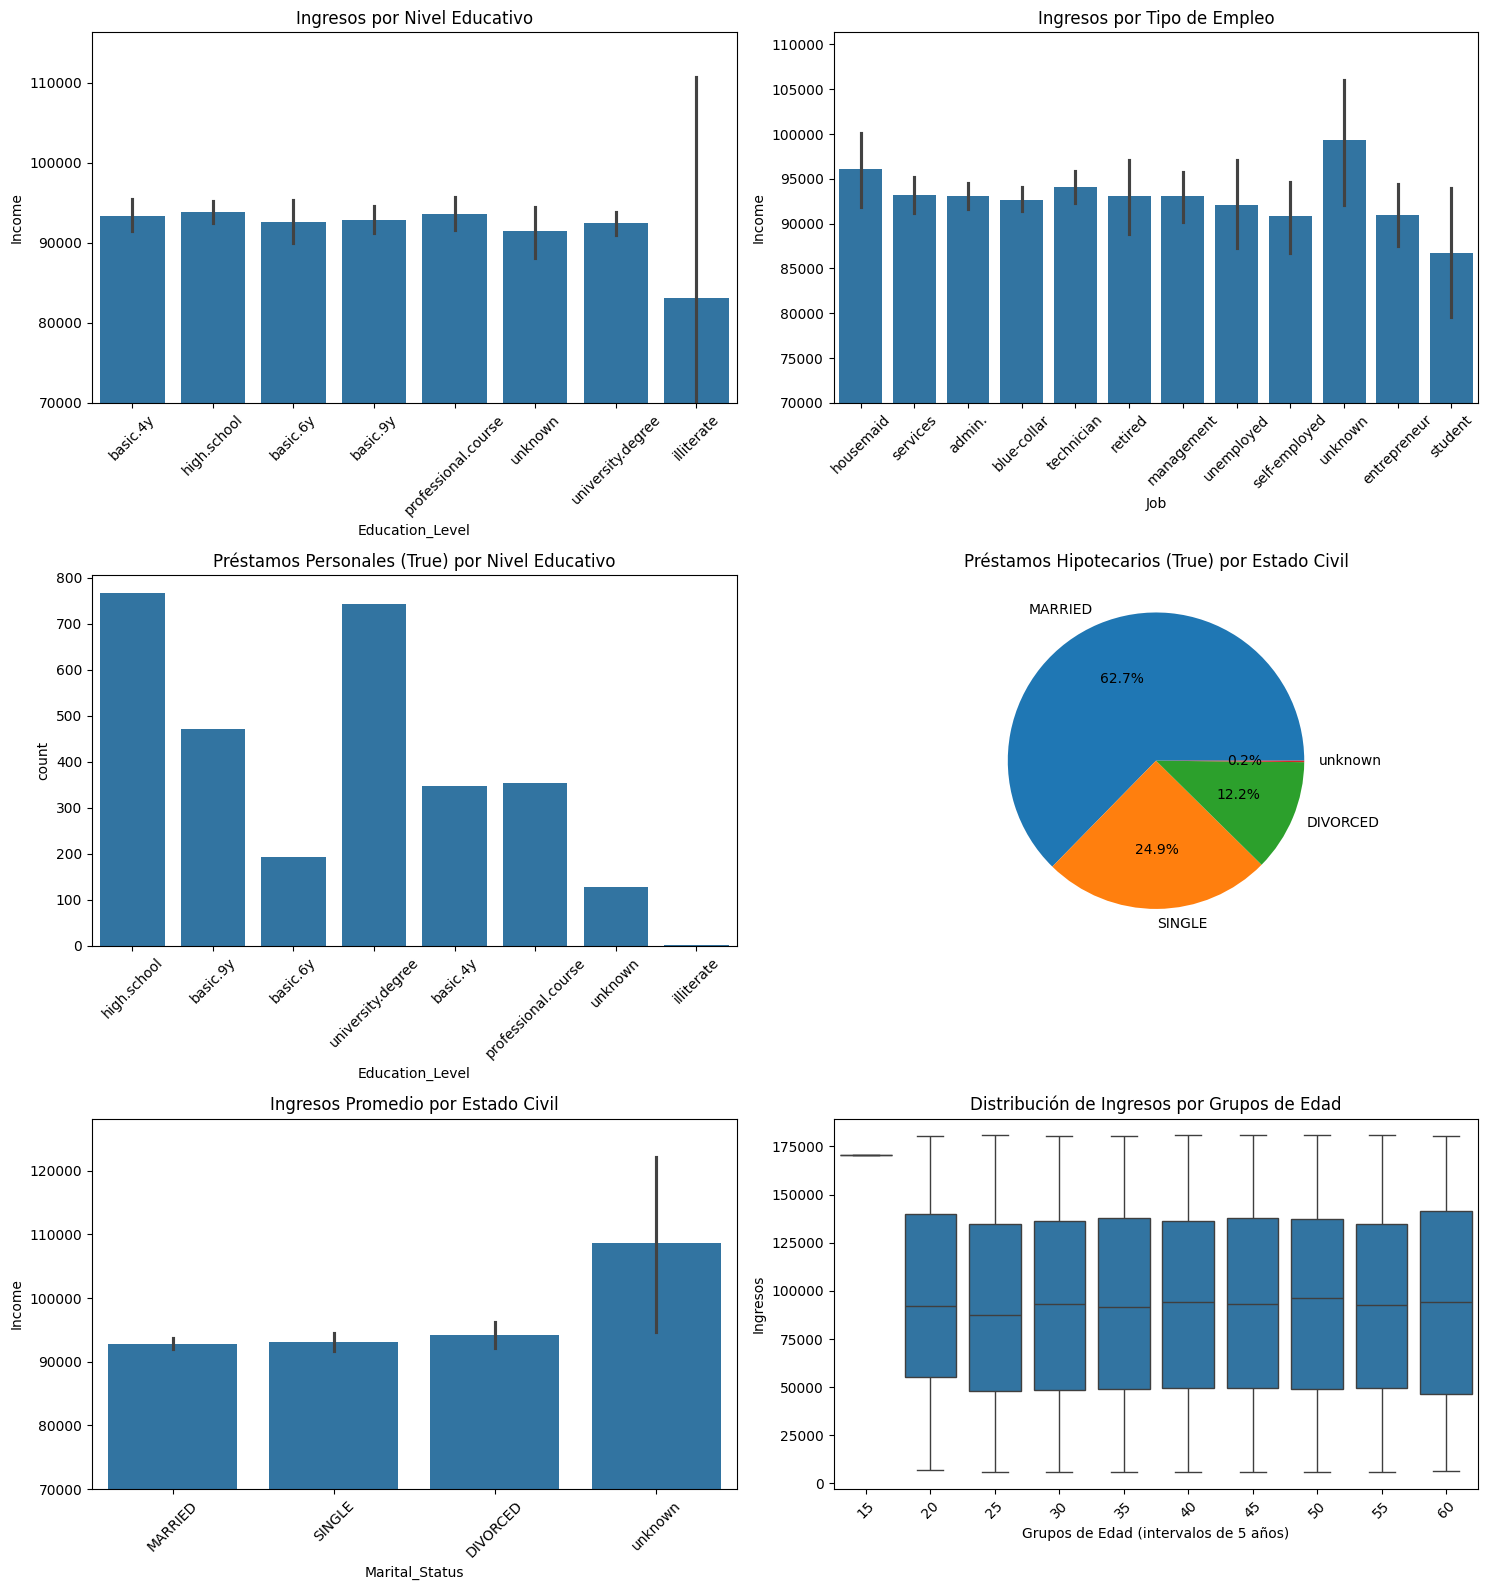 Ingresos por Nivel Educativo
110000
100000
90000
80000
70000
Income
basic.4y
high.school
basic.6y
basic.9y
professional.course
unknown
university.degree
illiterate
Education_Level
Ingresos por Tipo de Empleo
110000
105000
100000
95000
90000
85000
80000
75000
70000
Income
housemaid
services
admin.
blue-collar
technician
retired
management
unemployed
self-employed
unknown
entrepreneur
student
Job
Préstamos Personales (True) por Nivel Educativo
800
700
600
500
400
300
200
100
0
count
high.school
basic.9y
basic.6y
university.degree
basic.4y
professional.course
unknown
illiterate
Education_Level
Préstamos Hipotecarios (True) por Estado Civil
MARRIED
62.7%
0.2%
unknown
12.2%
DIVORCED
24.9%
SINGLE
Ingresos Promedio por Estado Civil
120000
110000
100000
90000
80000
70000
Income
MARRIED
SINGLE
DIVORCED
unknown
Marital_Status
Distribución de Ingresos por Grupos de Edad
175000
150000
125000
100000
75000
50000
25000
0
Ingresos
15
20
25
30
35
40
45
50
55
60
Grupos de Edad (intervalos de 5 años)